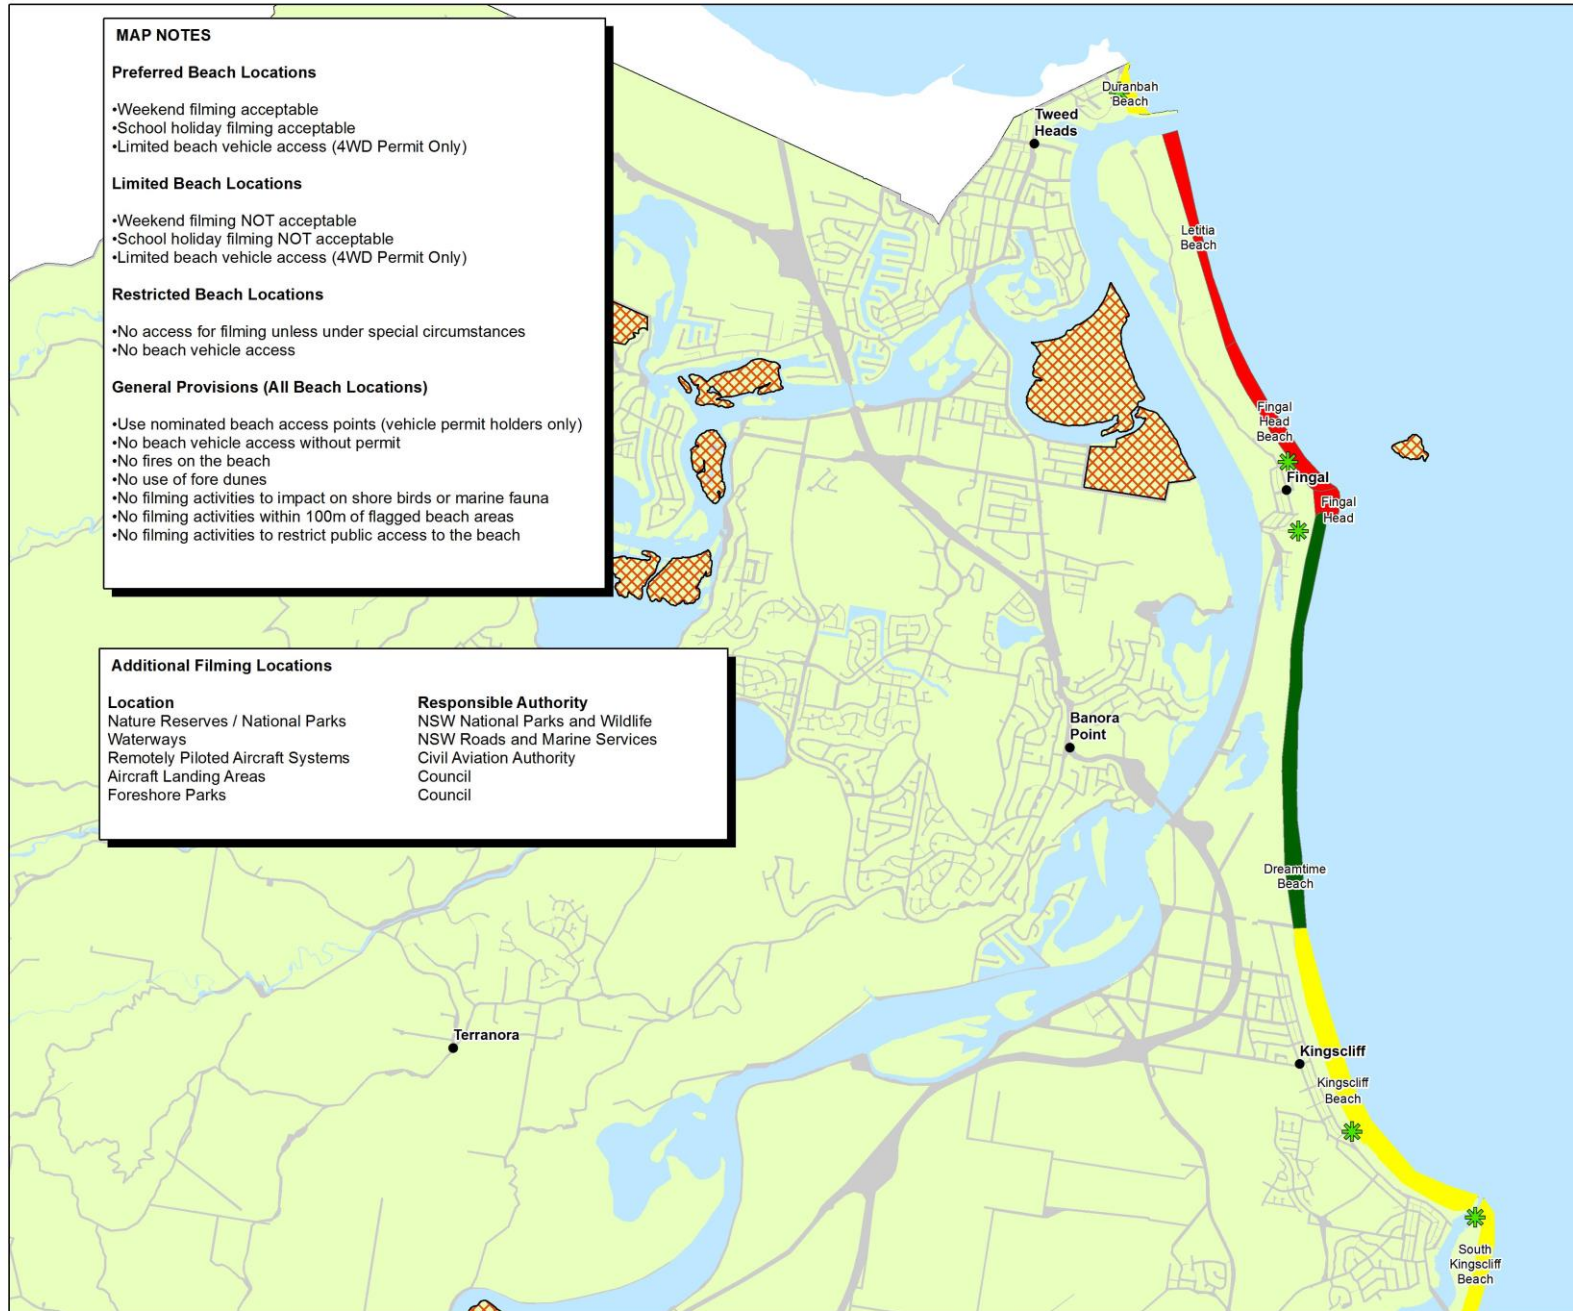 MAP NOTES
Preferred Beach Locations
•Weekend filming acceptable
•School holiday filming acceptable
•Limited beach vehicle access (4WD Permit Only)
Limited Beach Locations
•Weekend filming NOT acceptable
•School holiday filming NOT acceptable
•Limited beach vehicle access (4WD Permit Only)
Restricted Beach Locations
•No access for filming unless under special circumstances
•No beach vehicle access
General Provisions (All Beach Locations)
•Use nominated beach access points (vehicle permit holders only)
•No beach vehicle access without permit
•No fires on the beach
•No use of fore dunes
•No filming activities to impact on shore birds or marine fauna
•No filming activities within 100m of flagged beach areas
•No filming activities to restrict public access to the beach
Additional Filming Locations
Location Responsible Authority
Nature Reserves / National Parks NSW National Parks and Wildlife
Waterways NSW Roads and Marine Services
Remotely Piloted Aircraft Systems Civil Aviation Authority
Aircraft Landing Areas Council
Foreshore Parks Council
Duranbah
Beach
Tweed
Heads
Letitia
Beach
Fingal
Head
Beach
Fingal
Fingal
Head
Banora
Point
Dreamtime
Beach
Terranora
Kingscliff
Kingscliff
Beach
South
Kingscliff
Beach